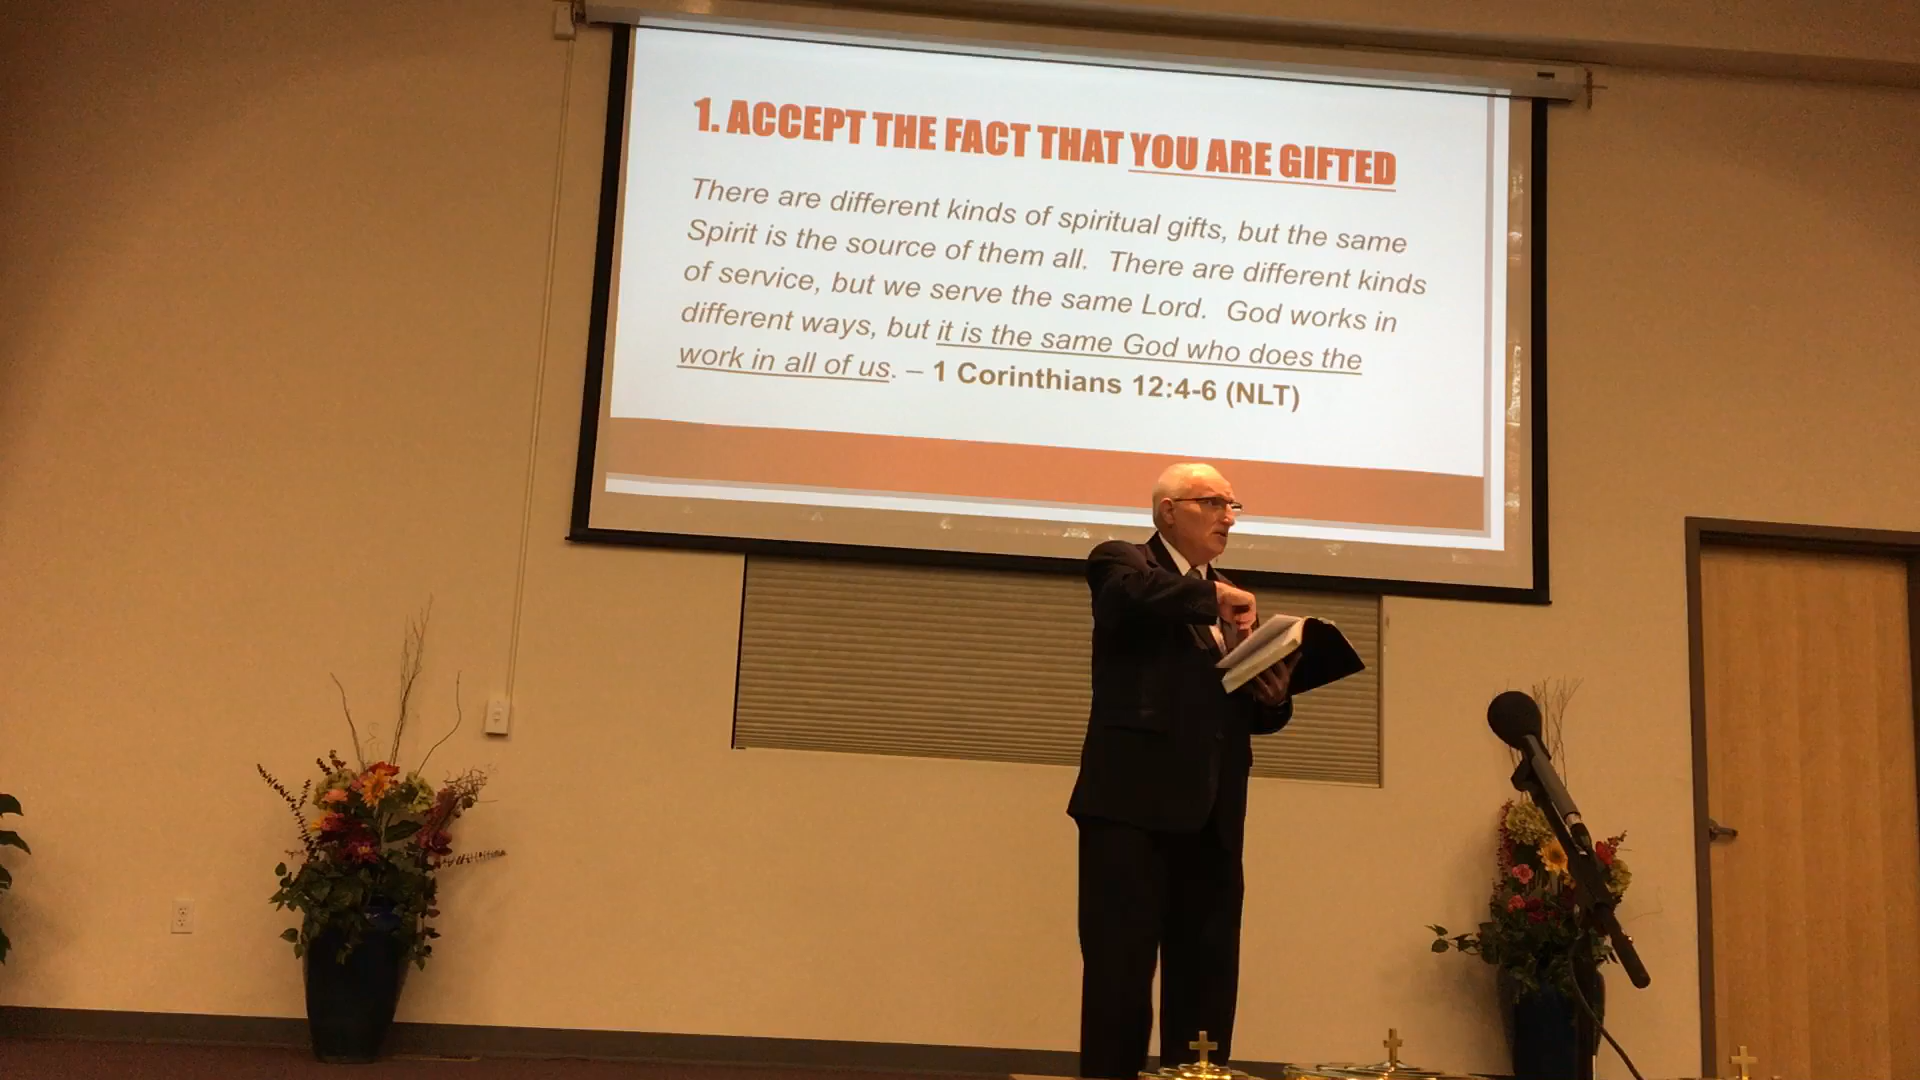 1. ACCEPT THE FACT THAT YOU ARE GIFTED
There are different kinds of spiritual gifts, but the same
Spirit is the source of them all. There are different kinds
of service, but we serve the same Lord. God works in
different ways, but it is the same God who does the
work in all of us. – 1 Corinthians 12:4-6 (NLT)